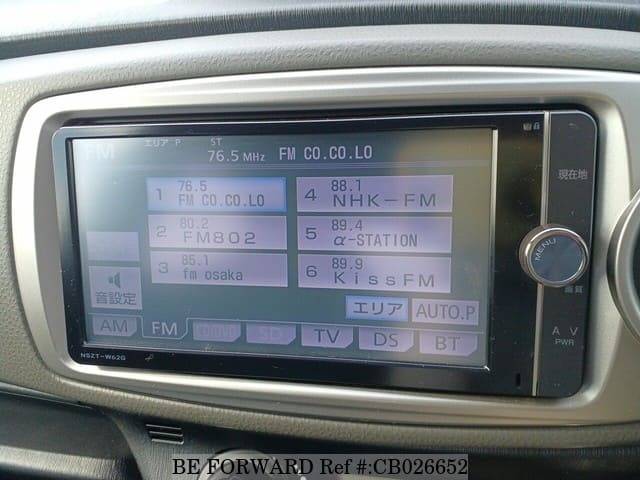 FM エリア P ST 76.5 MHz FM CO.CO.LO
1 76.5 FM CO.CO.LO
4 88.1 NHK-FM
2 80.2 FM802
5 89.4 α-STATION
3 85.1 fm osaka
6 89.9 KissFM
音設定
エリア AUTO.P
AM FM DVD SD TV DS BT
NSZT-W62G
現在地
MENU
画質
∧ ∨
PWR
BE FORWARD Ref #:CB026652